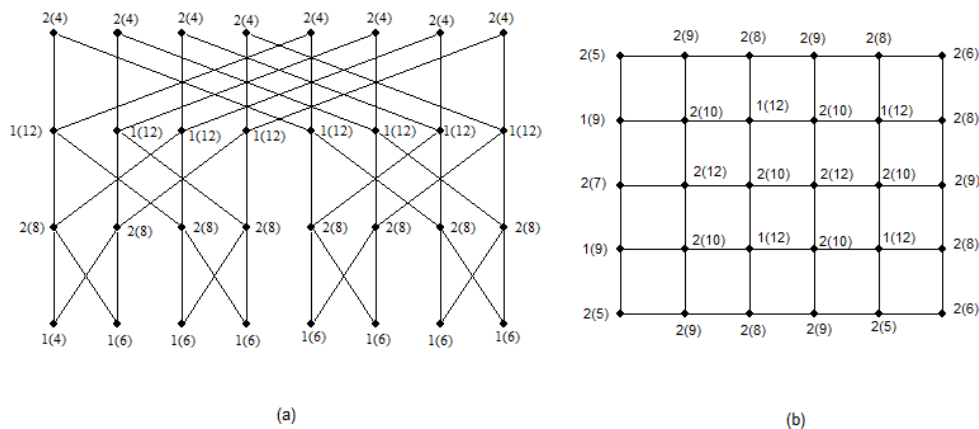 2(4) 2(4) 2(4) 2(4) 2(4) 2(4) 2(4) 2(4)
1(12) 1(12) 1(12) 1(12) 1(12) 1(12) 1(12) 1(12)
2(8) 2(8) 2(8) 2(8) 2(8) 2(8) 2(8) 2(8)
1(4) 1(6) 1(6) 1(6) 1(6) 1(6) 1(6) 1(6)
(a)
2(5) 2(9) 2(8) 2(9) 2(8) 2(6)
1(9) 2(10) 1(12) 2(10) 1(12) 2(8)
2(7) 2(12) 2(10) 2(12) 2(10) 2(9)
1(9) 2(10) 1(12) 2(10) 1(12) 2(8)
2(5) 2(9) 2(8) 2(9) 2(5) 2(6)
(b)